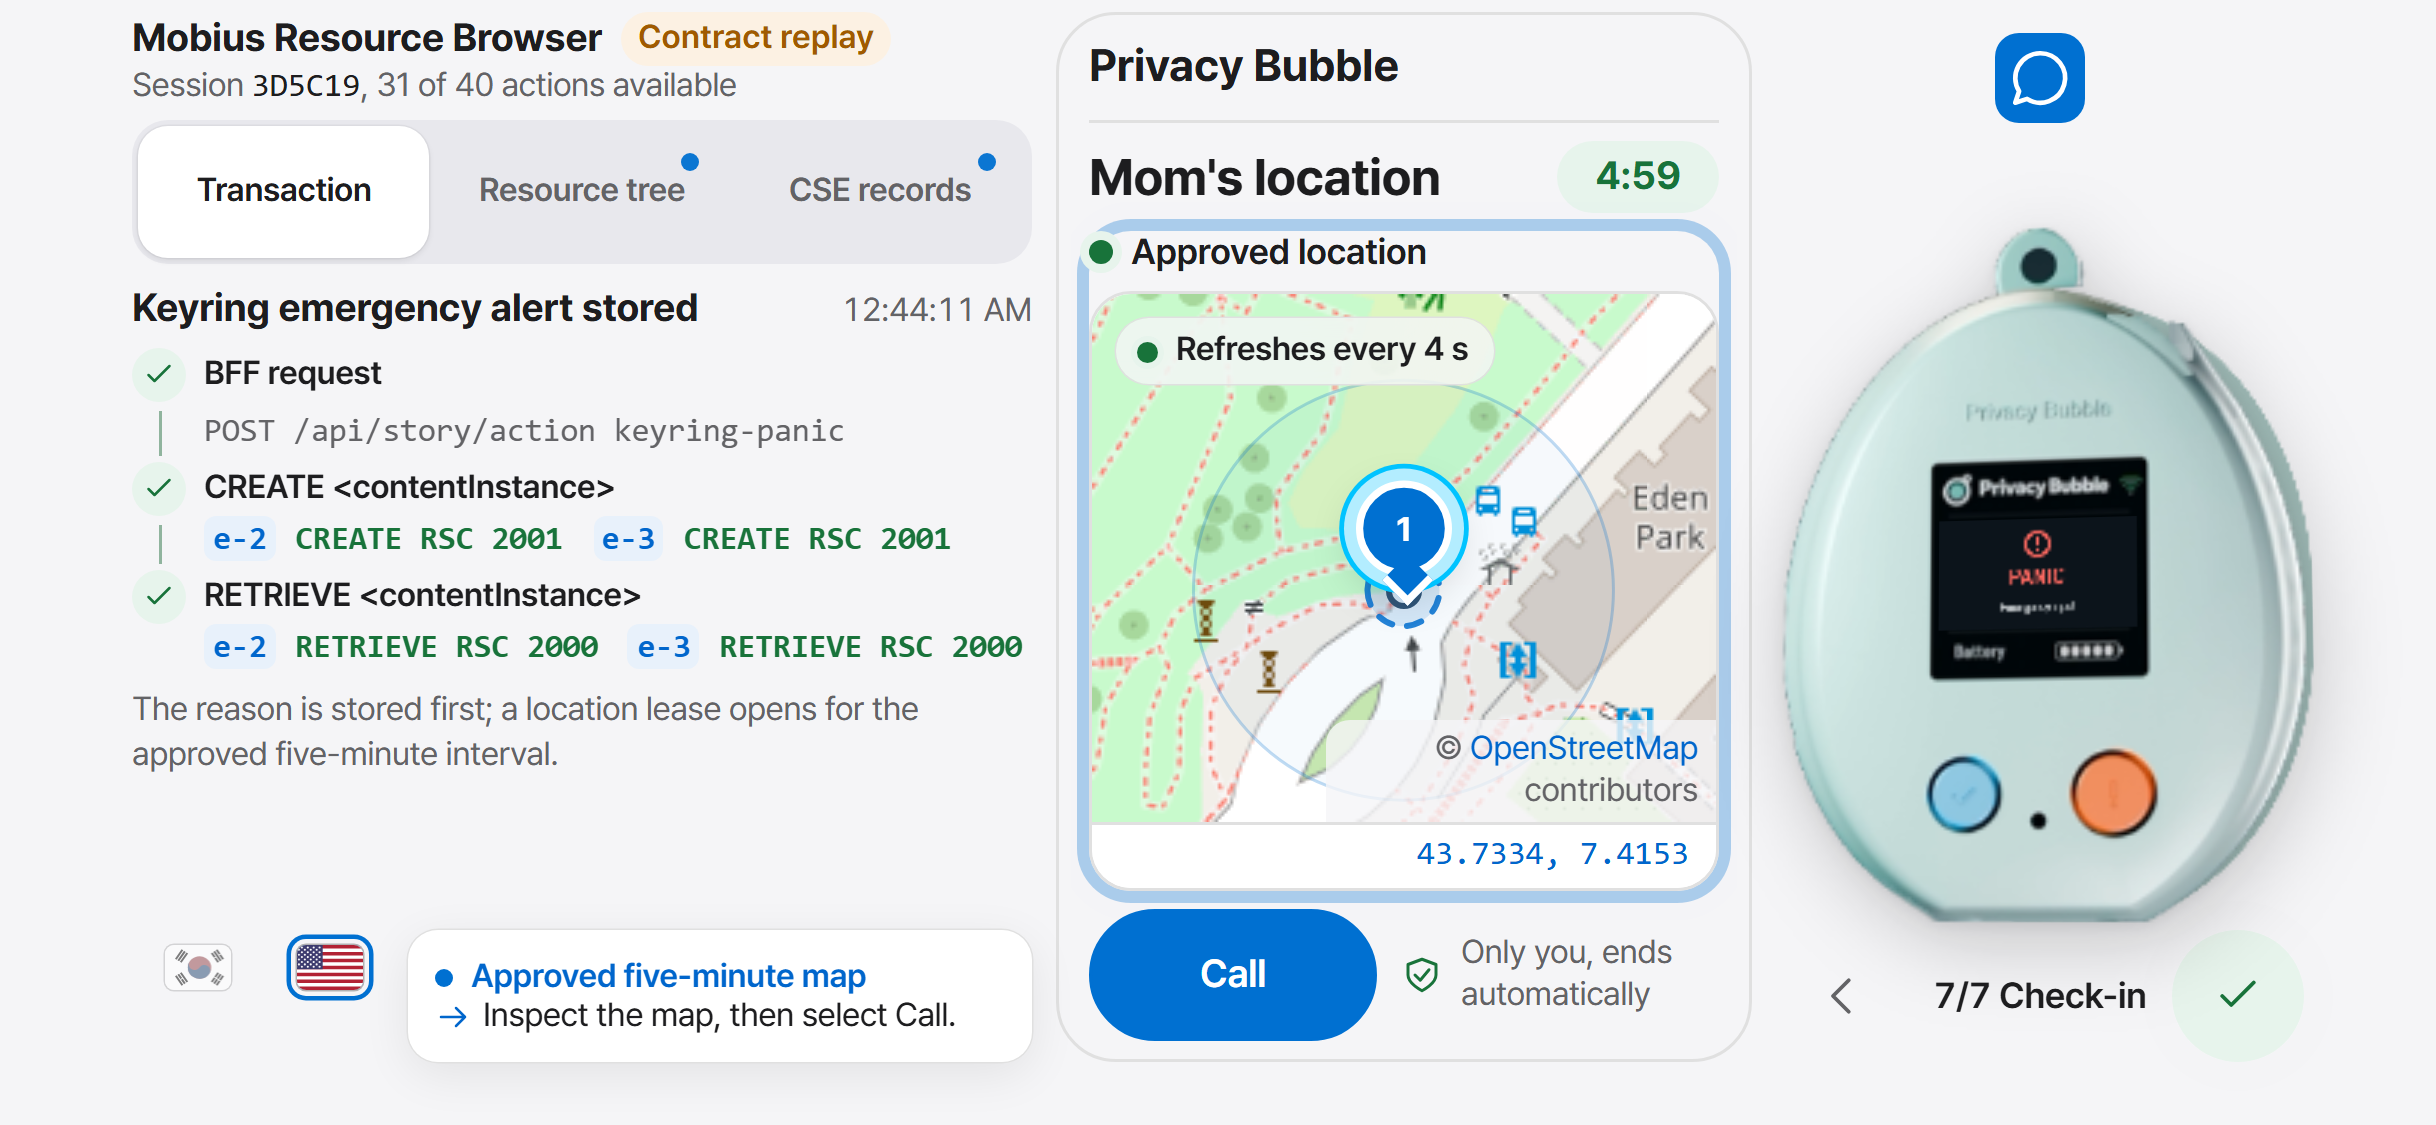 Mobius Resource Browser Contract replay
Session 3D5C19, 31 of 40 actions available
Transaction
Resource tree
CSE records
Keyring emergency alert stored 12:44:11 AM
BFF request
POST /api/story/action keyring-panic
CREATE <contentInstance>
e-2 CREATE RSC 2001 e-3 CREATE RSC 2001
RETRIEVE <contentInstance>
e-2 RETRIEVE RSC 2000 e-3 RETRIEVE RSC 2000
The reason is stored first; a location lease opens for the
approved five-minute interval.
Approved five-minute map
→ Inspect the map, then select Call.
Privacy Bubble
Mom's location 4:59
Approved location
Refreshes every 4 s
1
Eden
Park
© OpenStreetMap
contributors
43.7334, 7.4153
Call
Only you, ends
automatically
Privacy Bubble
Privacy Bubble
PANIC
Battery
7/7 Check-in